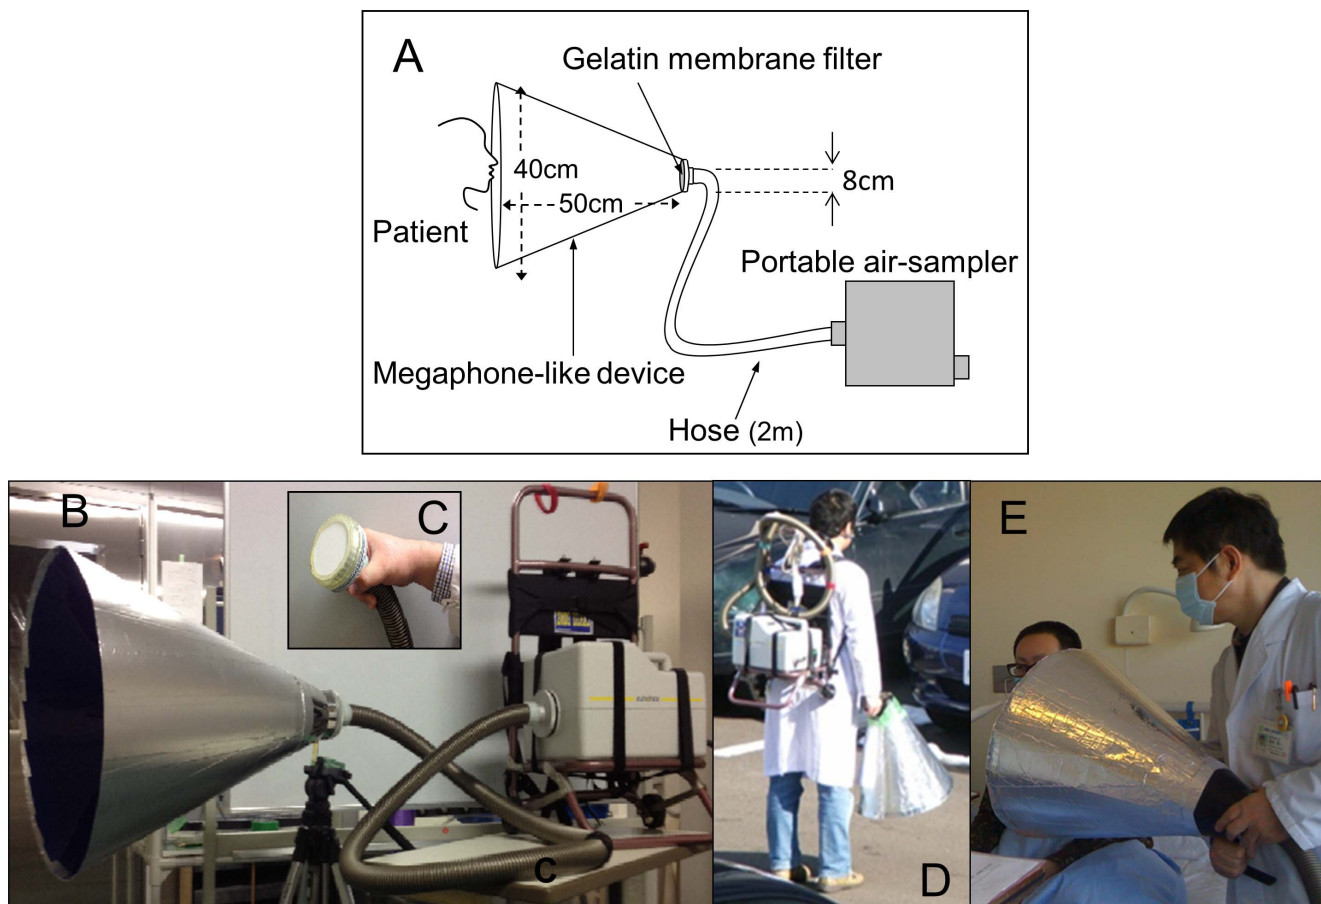 A
Gelatin membrane filter
40cm
50cm
8cm
Patient
Portable air-sampler
Megaphone-like device
Hose (2m)
B
C
E
c
D